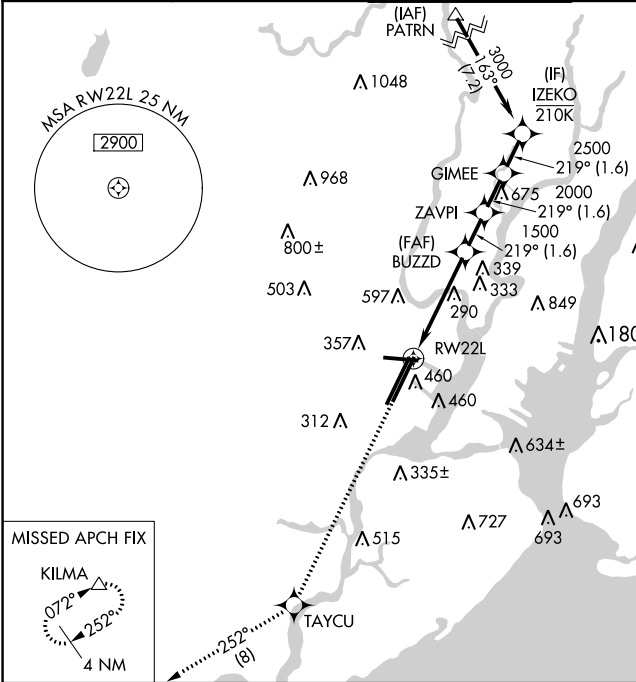 (IAF)
PATRN
3000
163°
(7.2)
(IF)
IZEKO
210K
1048
MSA RW22L 25 NM
2900
2500
219° (1.6)
GIMEE
968
675
2000
219° (1.6)
ZAVPI
1500
219° (1.6)
800±
(FAF)
BUZZD
339
333
503
597
290
849
357
RW22L
180
460
460
312
634±
335±
693
727
693
515
MISSED APCH FIX
KILMA
072°
252°
4 NM
TAYCU
252°
(8)